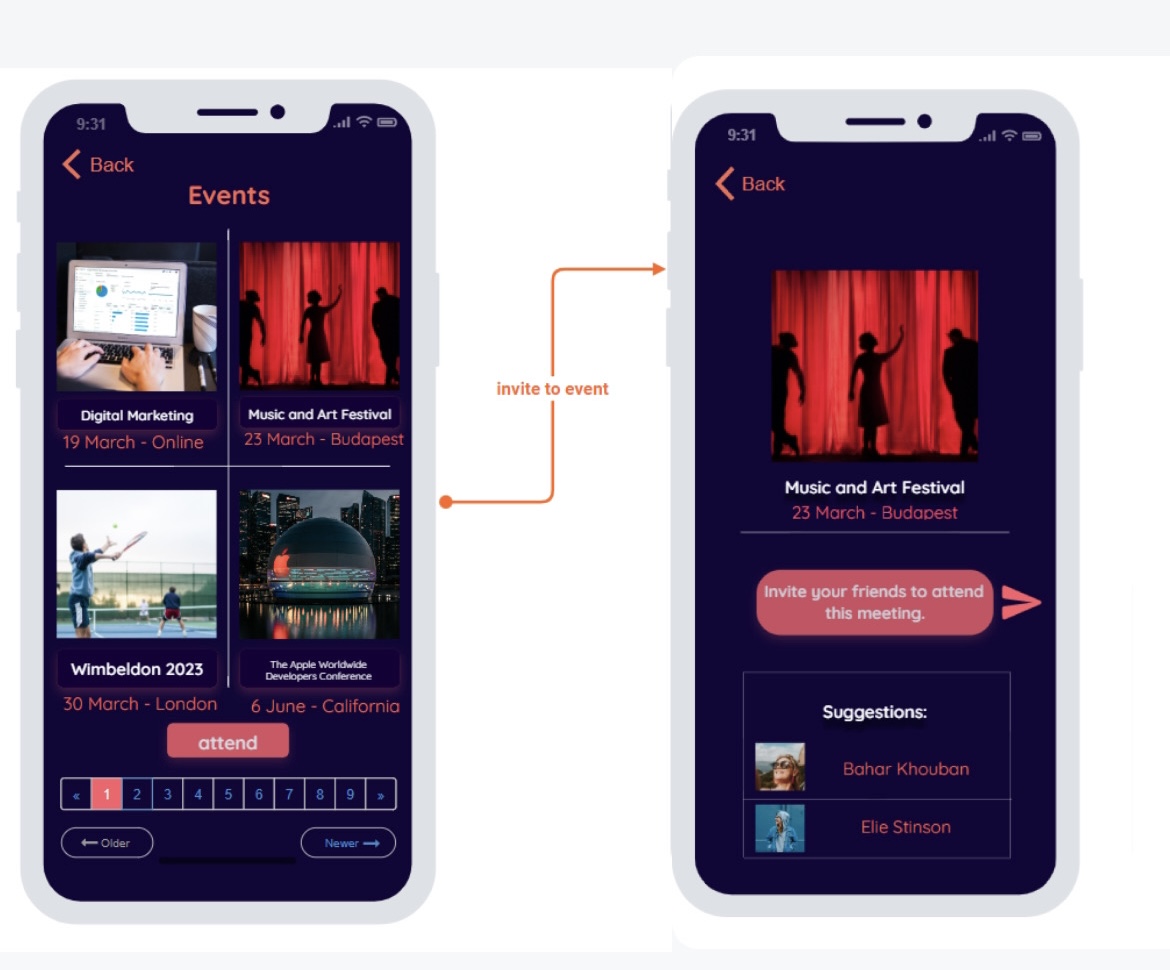 9:31
Back
Events
Digital Marketing
19 March - Online
Music and Art Festival
23 March - Budapest
Wimbeldon 2023
30 March - London
The Apple Worldwide
Developers Conference
6 June - California
attend
« 1 2 3 4 5 6 7 8 9 »
Older
Newer
invite to event
9:31
Back
Music and Art Festival
23 March - Budapest
Invite your friends to attend
this meeting.
Suggestions:
Bahar Khouban
Elie Stinson